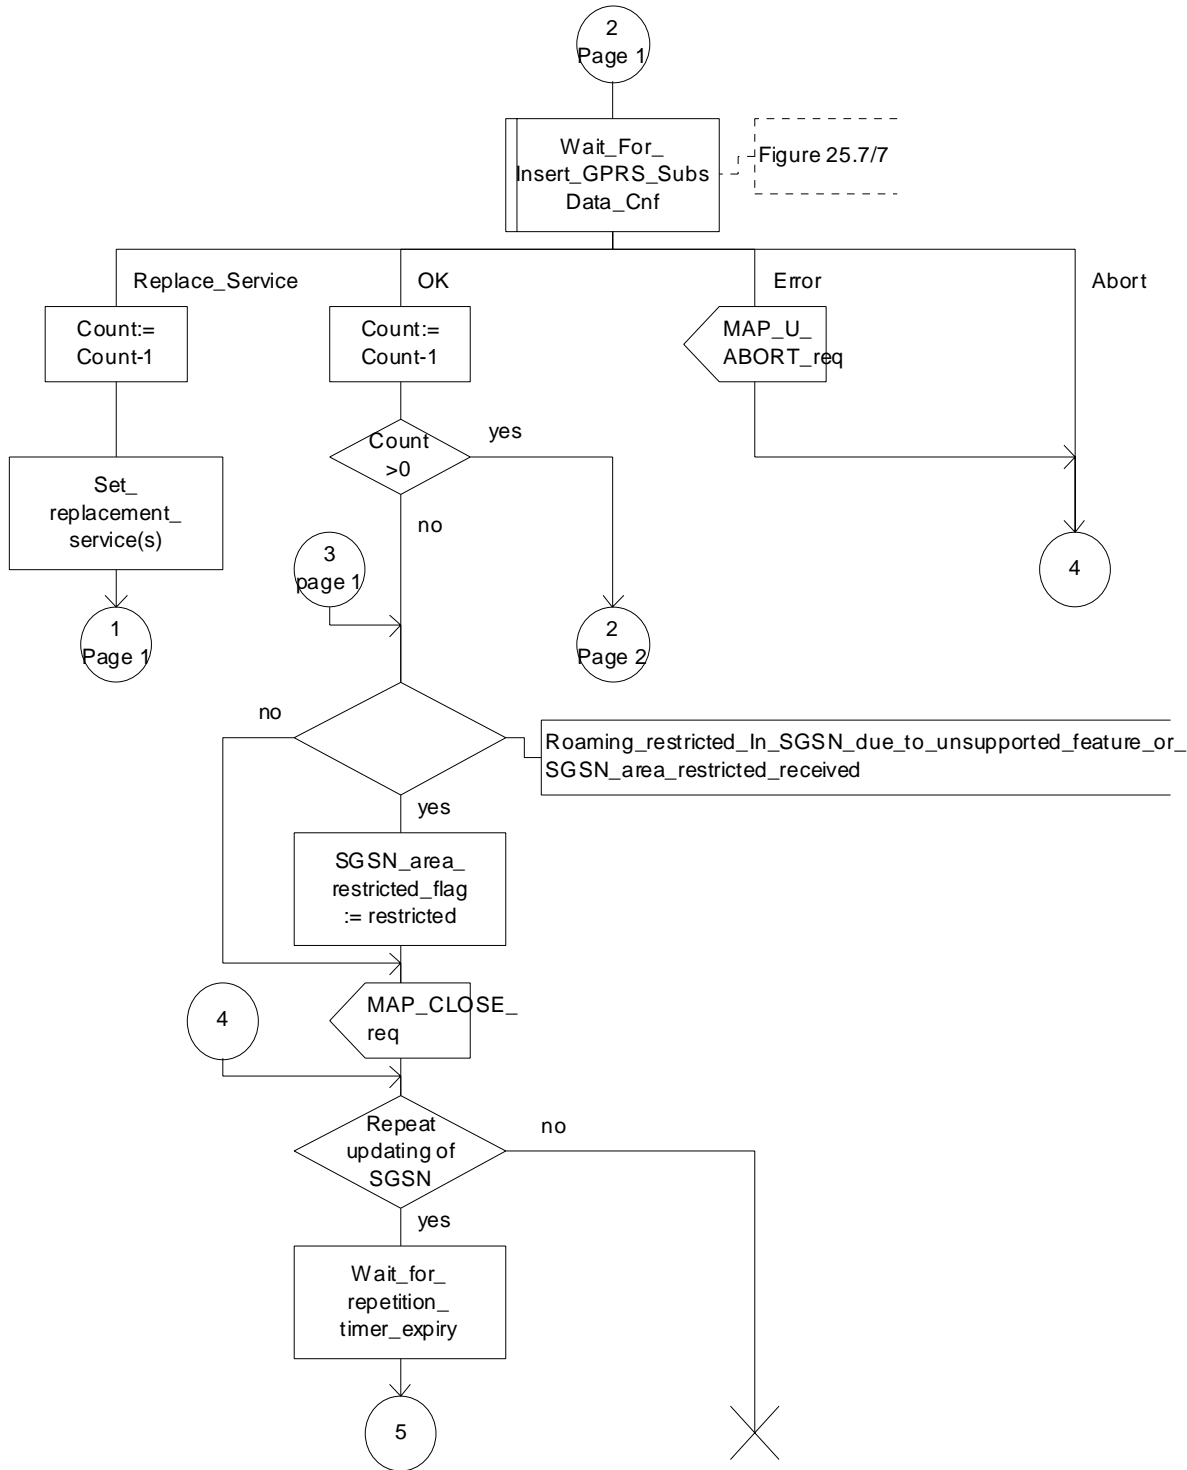 2
Page 1
Wait_For_
Insert_GPRS_Subs
Data_Cnf
Figure 25.7/7
Replace_Service
OK
Error
Abort
Count:=
Count-1
Count:=
Count-1
MAP_U_
ABORT_req
Count
>0
yes
no
Set_
replacement_
service(s)
3
page 1
4
1
Page 1
2
Page 2
no
Roaming_restricted_In_SGSN_due_to_unsupported_feature_or_
SGSN_area_restricted_received
yes
SGSN_area_
restricted_flag
:= restricted
4
MAP_CLOSE_
req
Repeat
updating of
SGSN
no
yes
Wait_for_
repetition_
timer_expiry
5